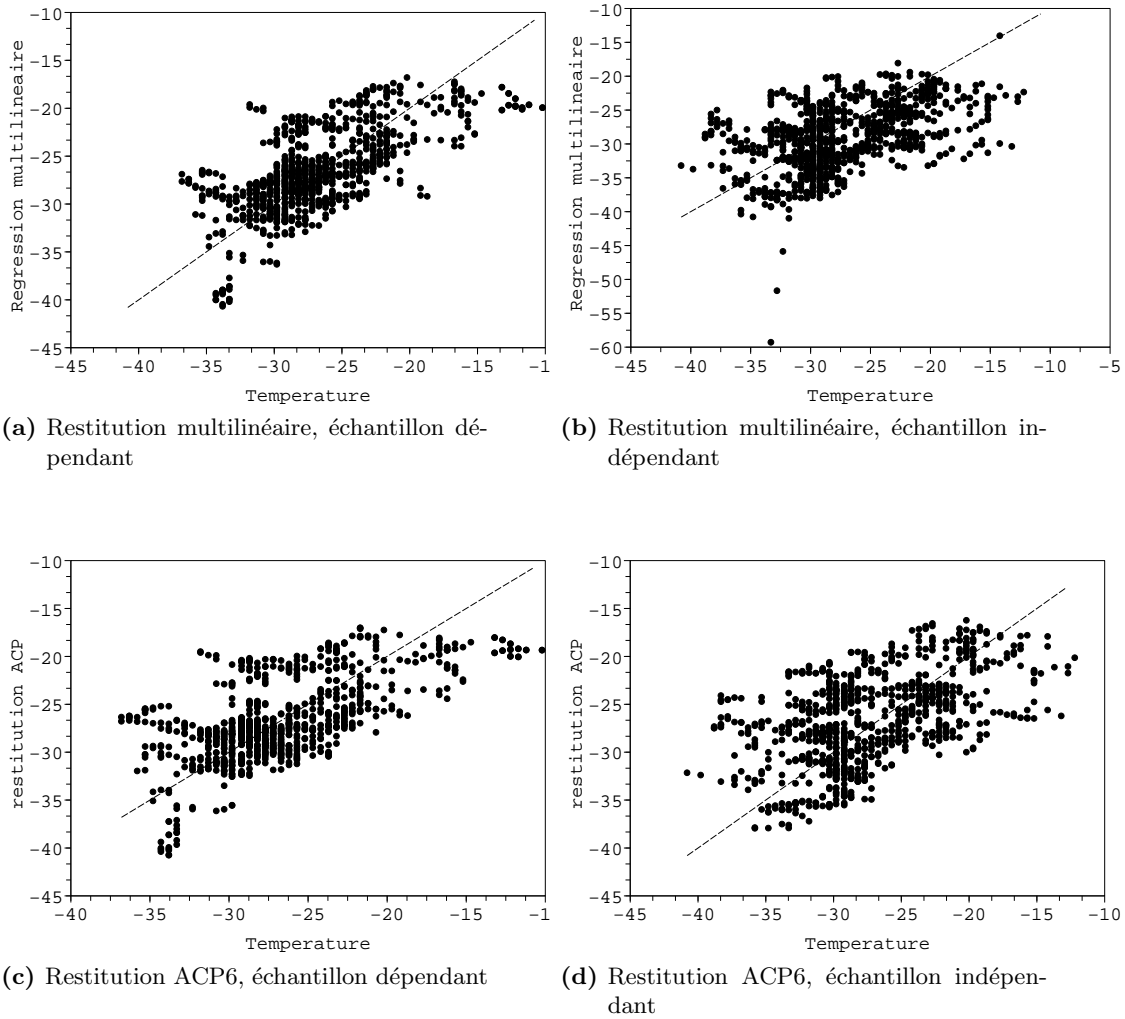 -10
-15
-20
-25
-30
-35
-40
-45
Regression multilineaire
-45 -40 -35 -30 -25 -20 -15 -1
Temperature
(a) Restitution multilinéaire, échantillon dé-
pendant
-10
-15
-20
-25
-30
-35
-40
-45
-50
-55
-60
Regression multilineaire
-45 -40 -35 -30 -25 -20 -15 -10 -5
Temperature
(b) Restitution multilinéaire, échantillon in-
dépendant
-10
-15
-20
-25
-30
-35
-40
-45
restitution ACP
-40 -35 -30 -25 -20 -15 -1
Temperature
(c) Restitution ACP6, échantillon dépendant
-10
-15
-20
-25
-30
-35
-40
-45
restitution ACP
-45 -40 -35 -30 -25 -20 -15 -10
Temperature
(d) Restitution ACP6, échantillon indépen-
dant